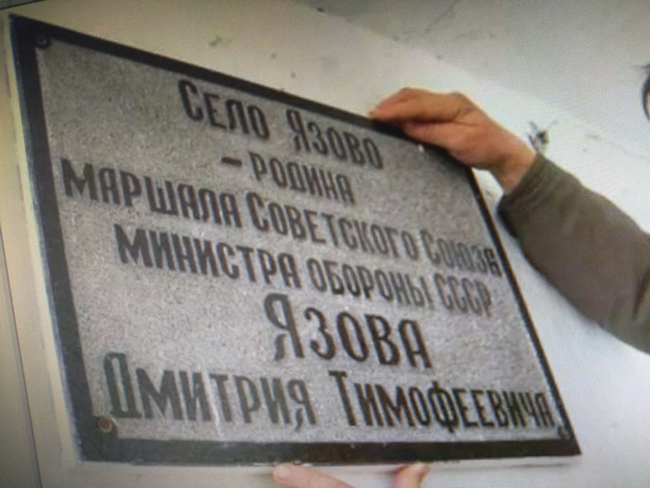 Село Язово
– родина
маршала Советского Союза
министра обороны СССР
Язова
Дмитрия Тимофеевича